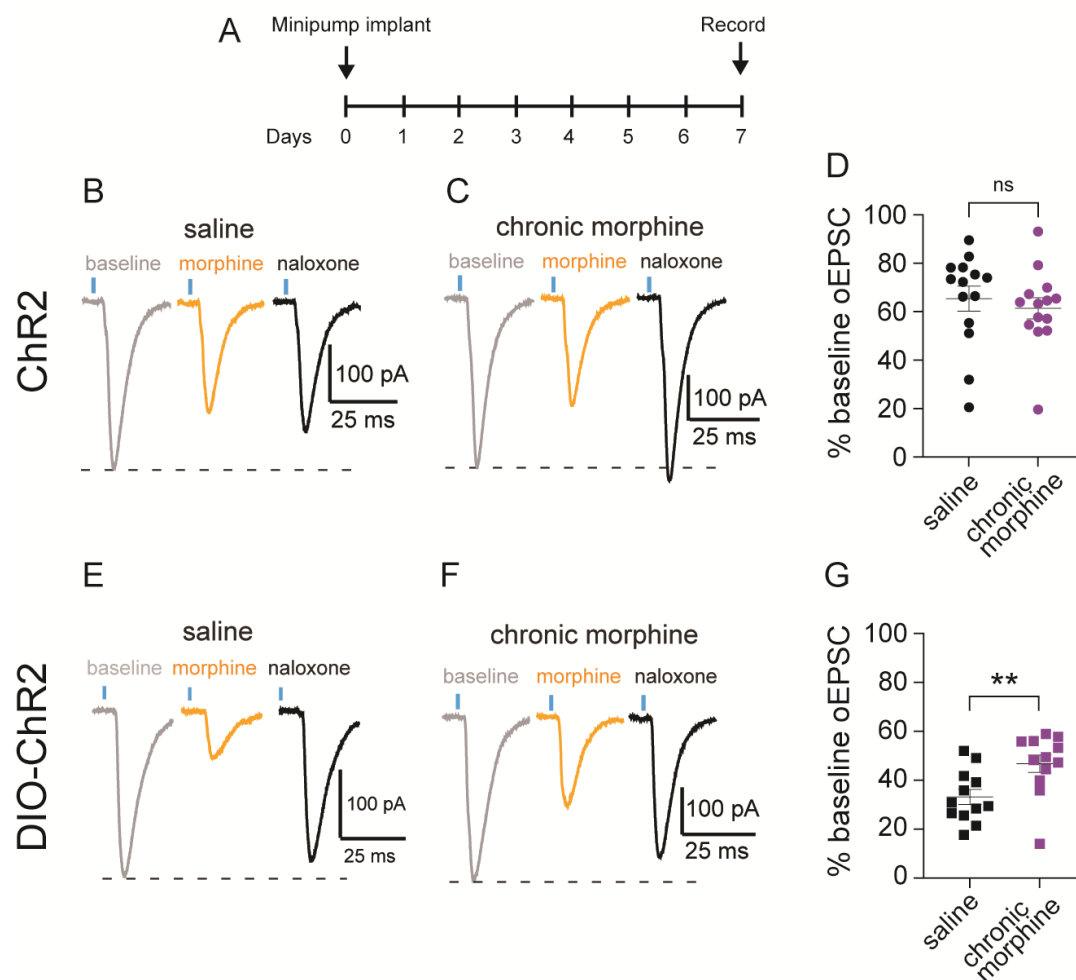 A
Minipump implant
Record
Days 0 1 2 3 4 5 6 7
ChR2
B
saline
baseline morphine naloxone
100 pA
25 ms
C
chronic morphine
baseline morphine naloxone
100 pA
25 ms
D
ns
% baseline oEPSC
100
80
60
40
20
0
saline
chronic
morphine
DIO-ChR2
E
saline
baseline morphine naloxone
100 pA
25 ms
F
chronic morphine
baseline morphine naloxone
100 pA
25 ms
G
**
% baseline oEPSC
100
80
60
40
20
0
saline
chronic
morphine